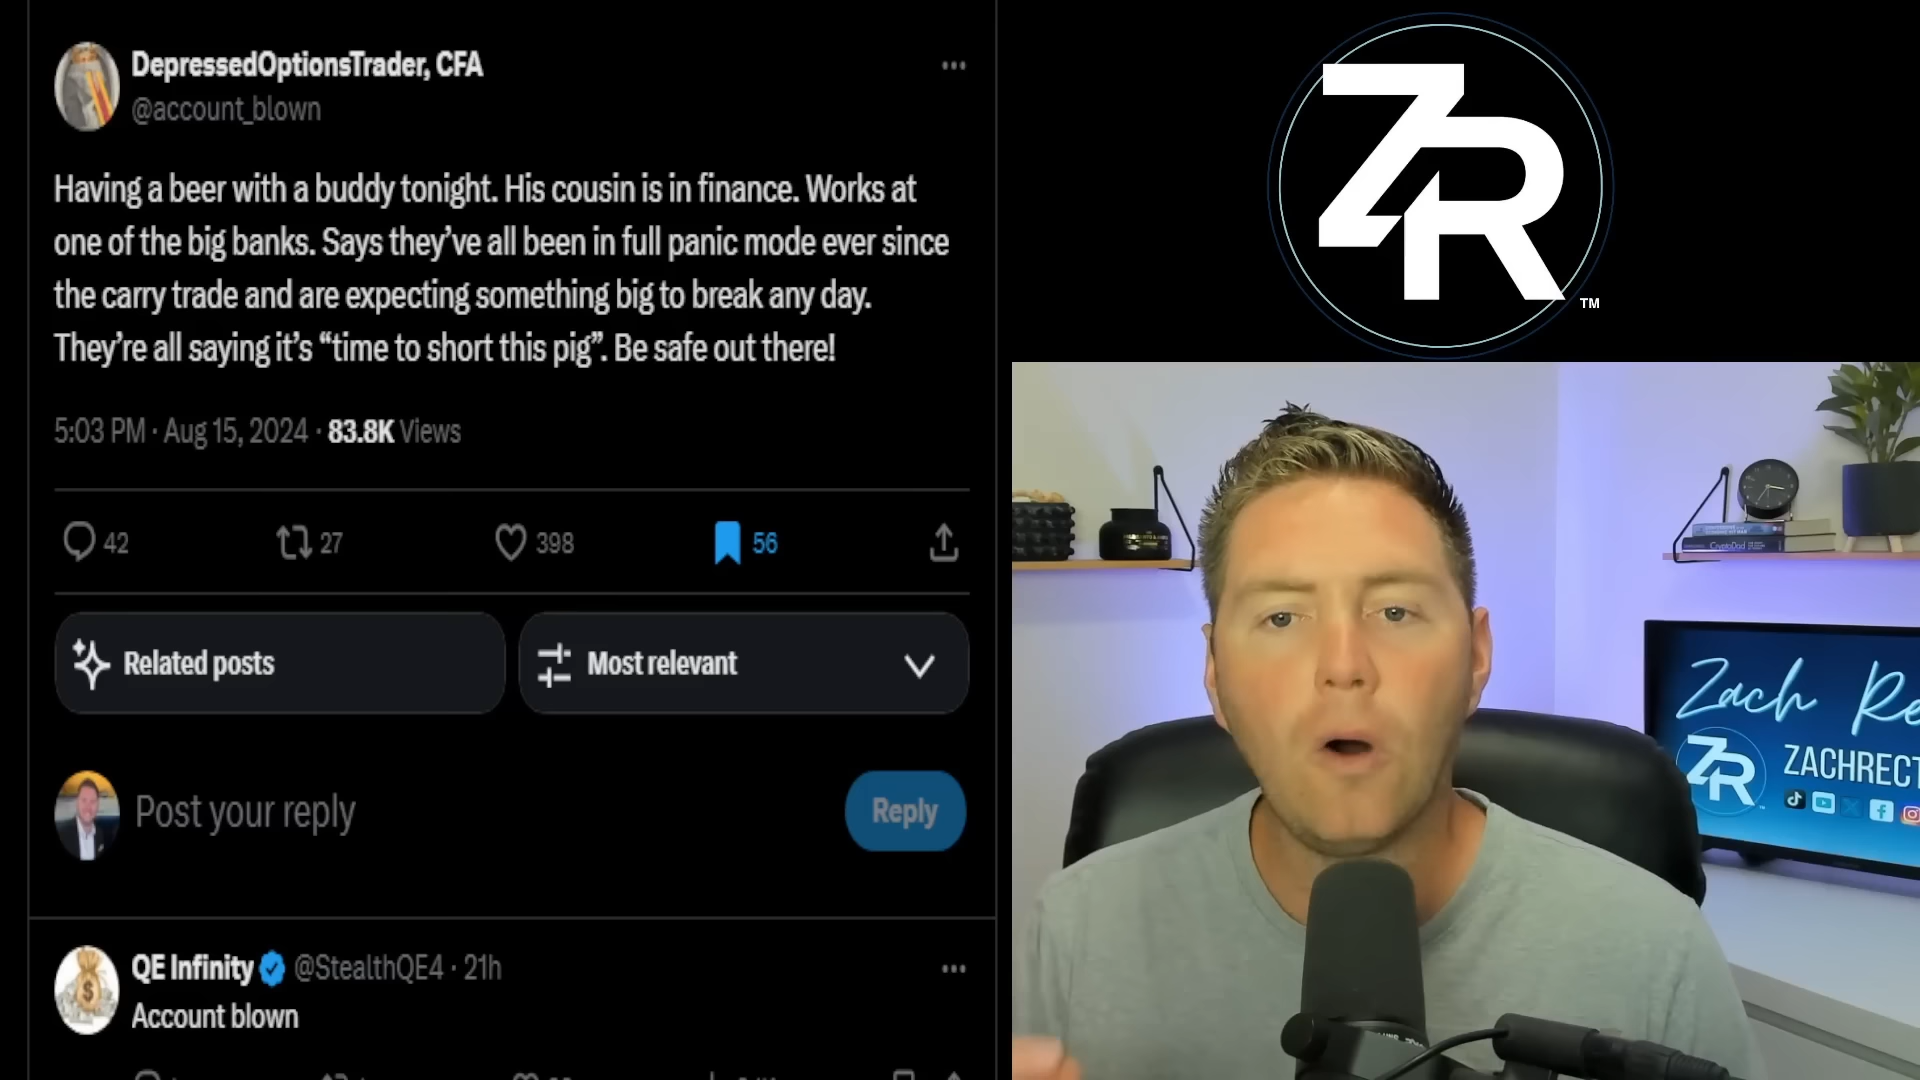 DepressedOptionsTrader, CFA
@account_blown
Having a beer with a buddy tonight. His cousin is in finance. Works at
one of the big banks. Says they've all been in full panic mode ever since
the carry trade and are expecting something big to break any day.
They're all saying it's “time to short this pig”. Be safe out there!
5:03 PM · Aug 15, 2024 · 83.8K Views
42 27 398 56
Related posts
Most relevant
Post your reply
Reply
QE Infinity @StealthQE4 · 21h
Account blown
ZR
TM
CryptoDad
Zach Re
ZR
ZACHRECT